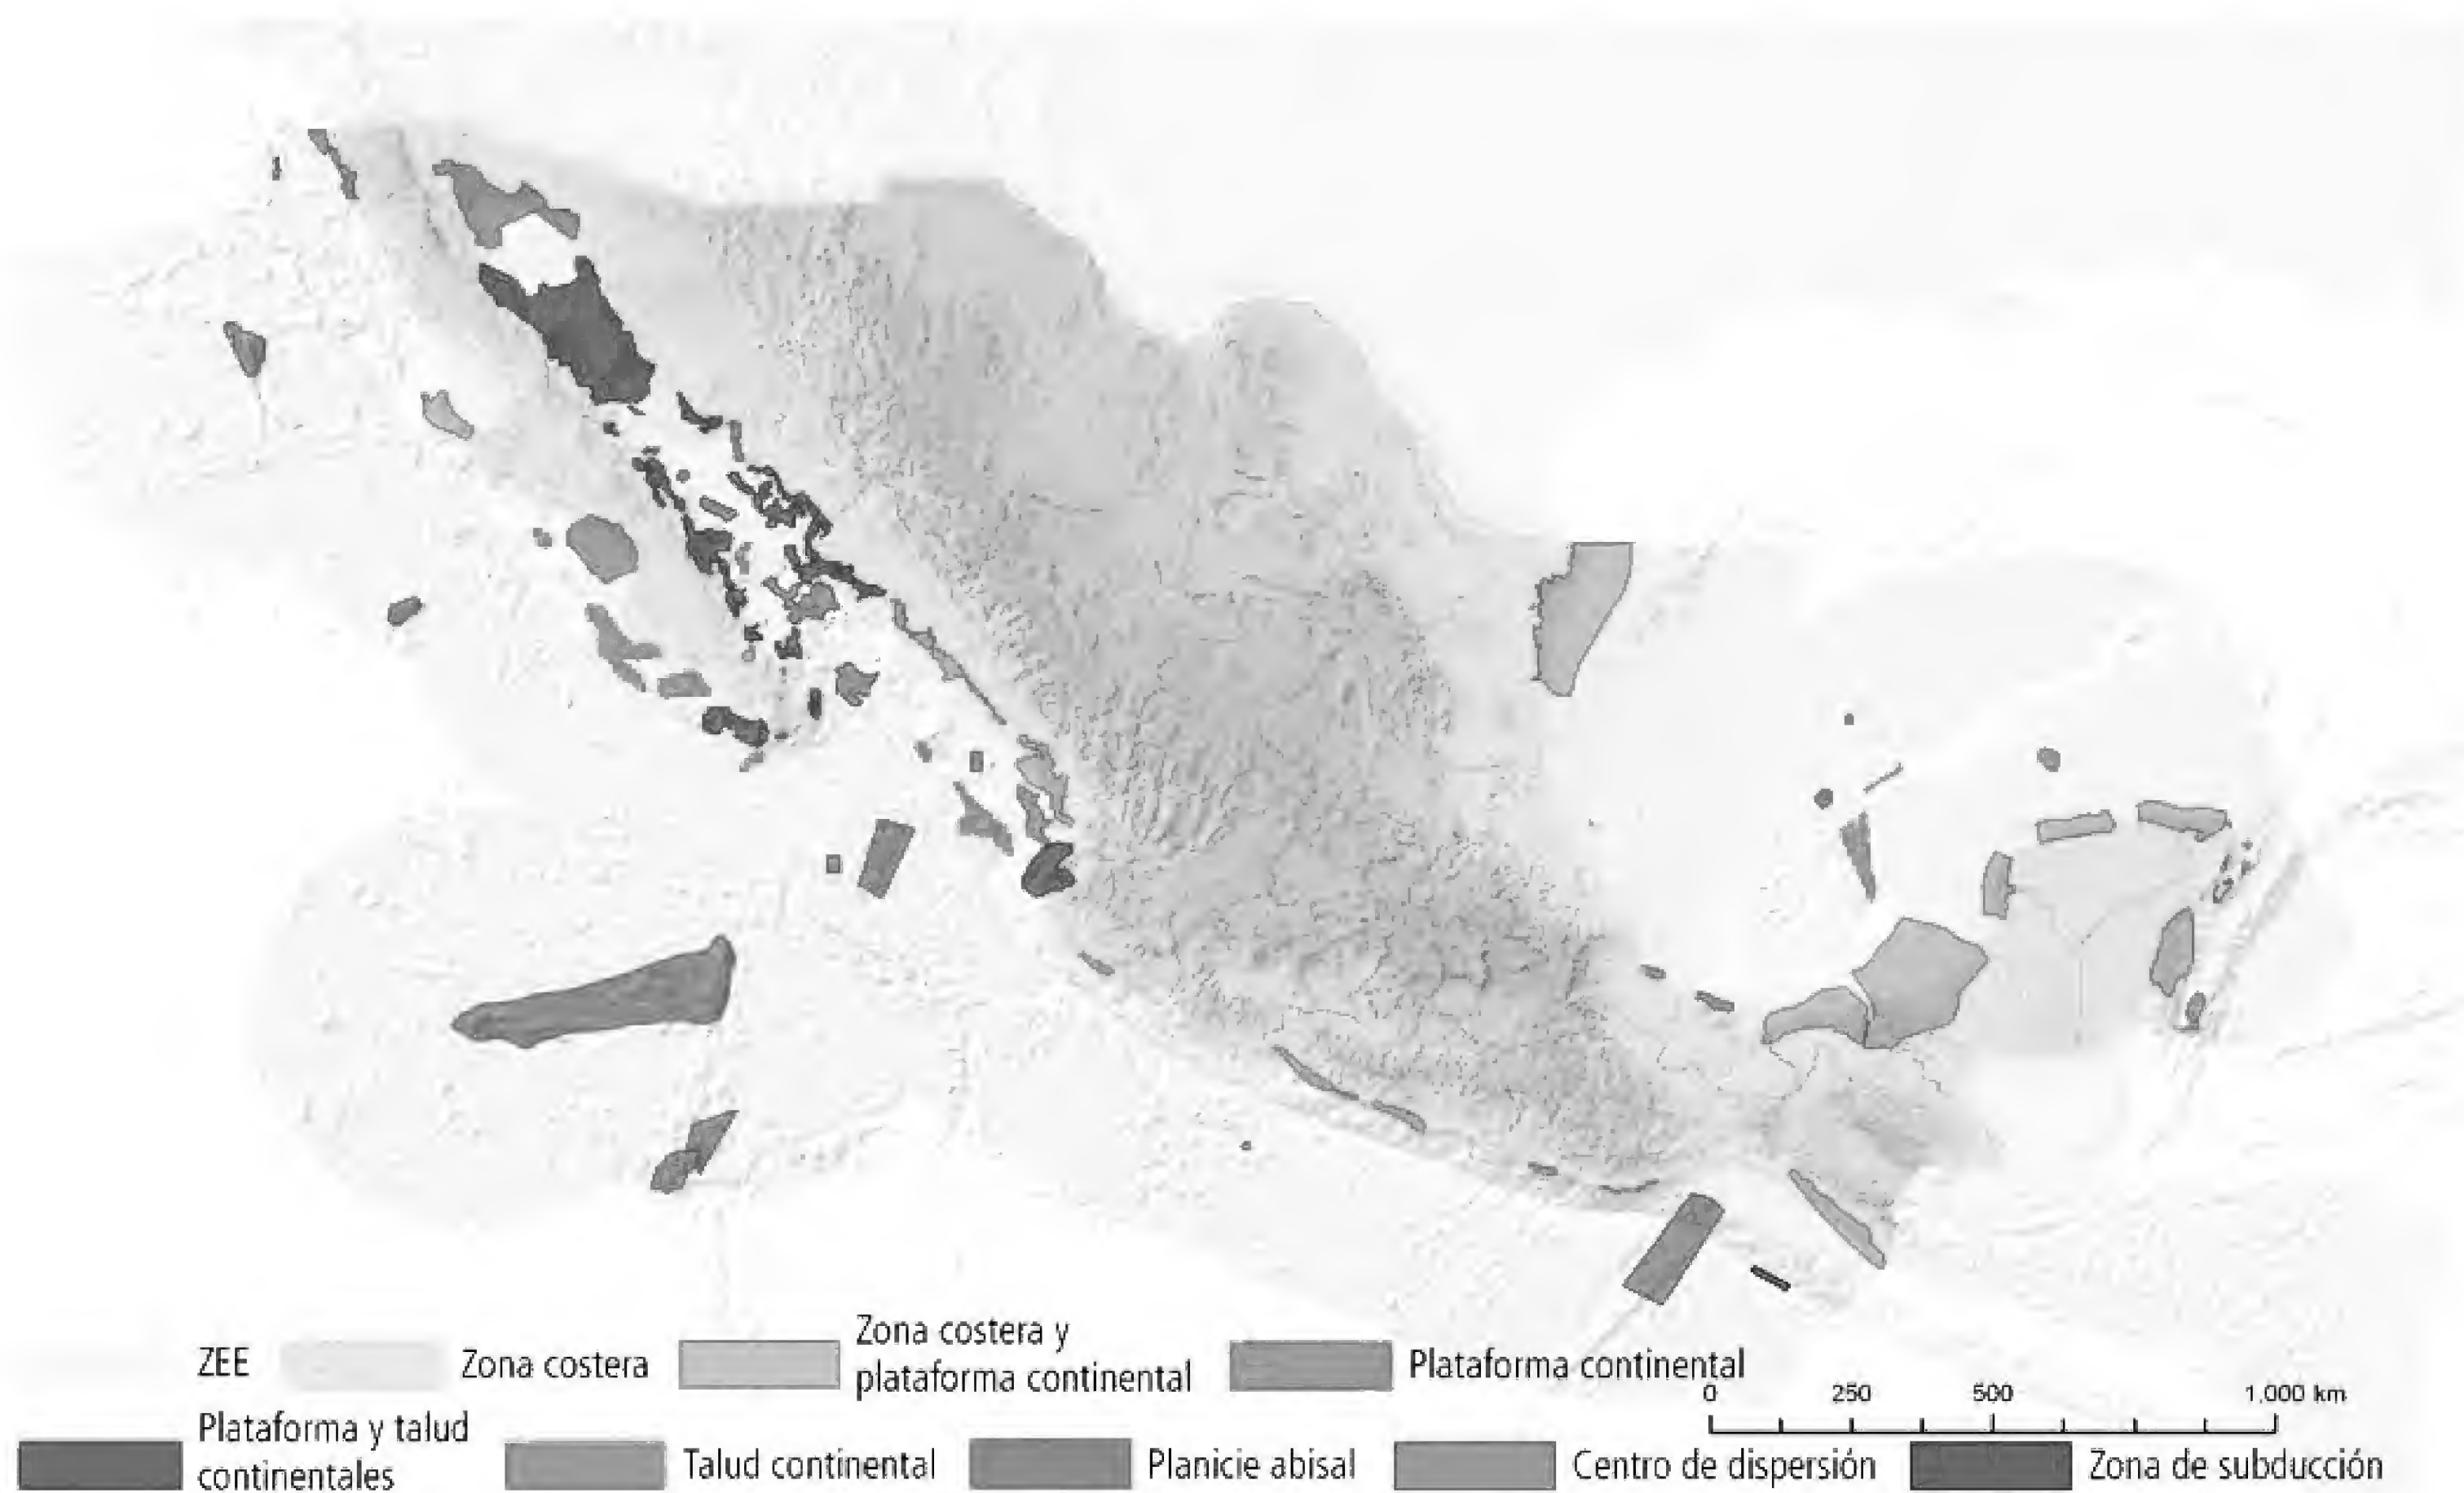 ZEE
Zona costera
Zona costera y
plataforma continental
Plataforma continental
0 250 500 1,000 km
Plataforma y talud
continentales
Talud continental
Planicie abisal
Centro de dispersión
Zona de subducción